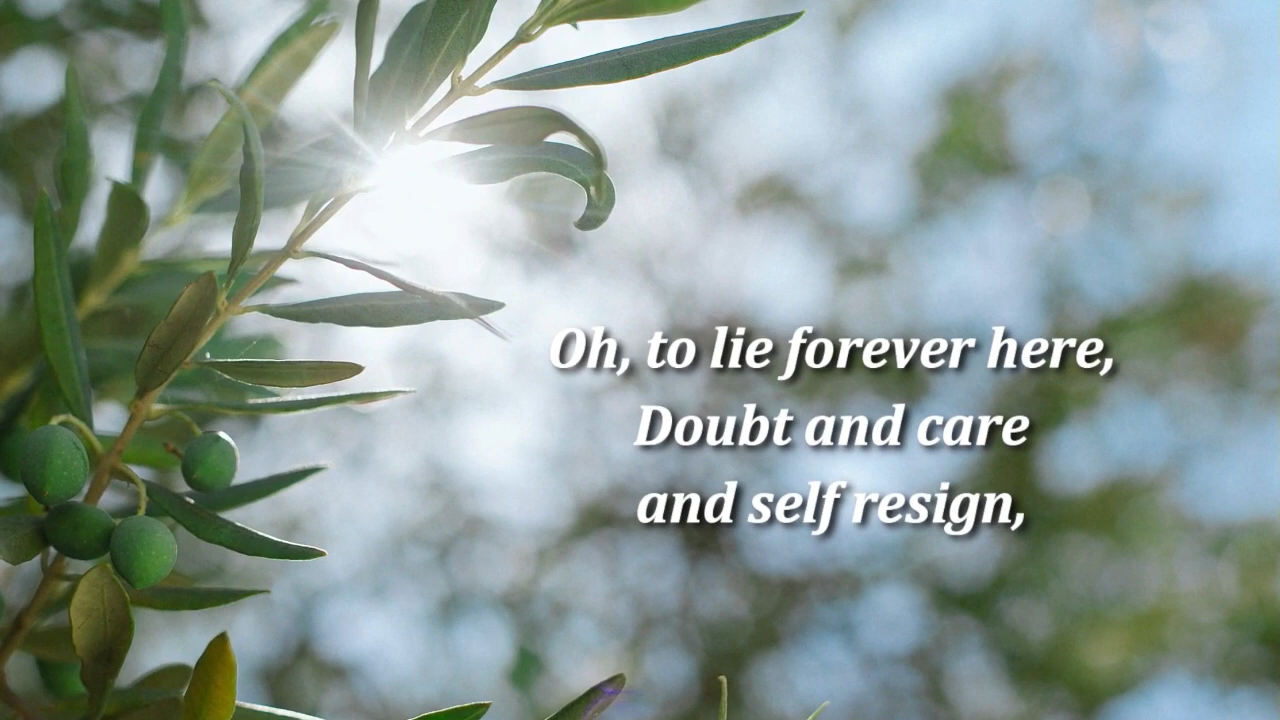 Oh, to lie forever here,
Doubt and care
and self resign,